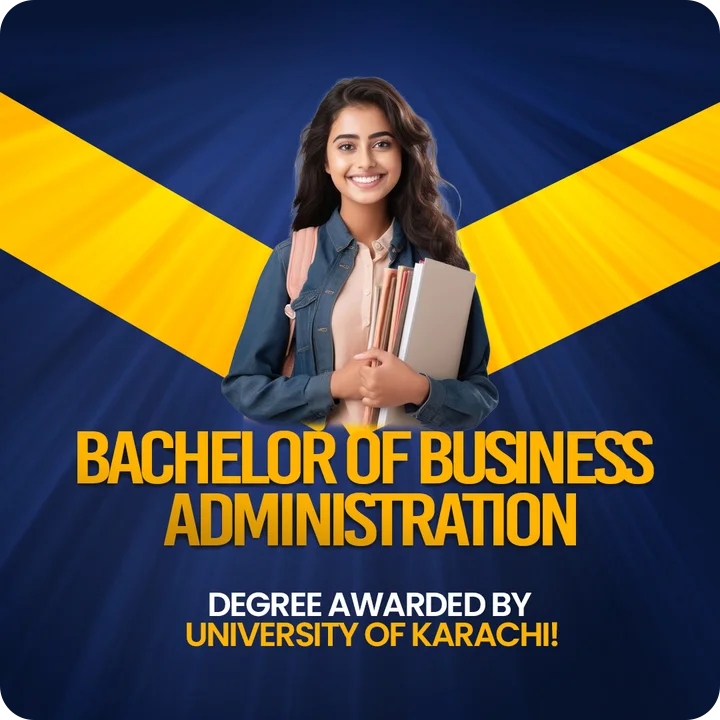 BACHELOR OF BUSINESS
ADMINISTRATION
DEGREE AWARDED BY
UNIVERSITY OF KARACHI!